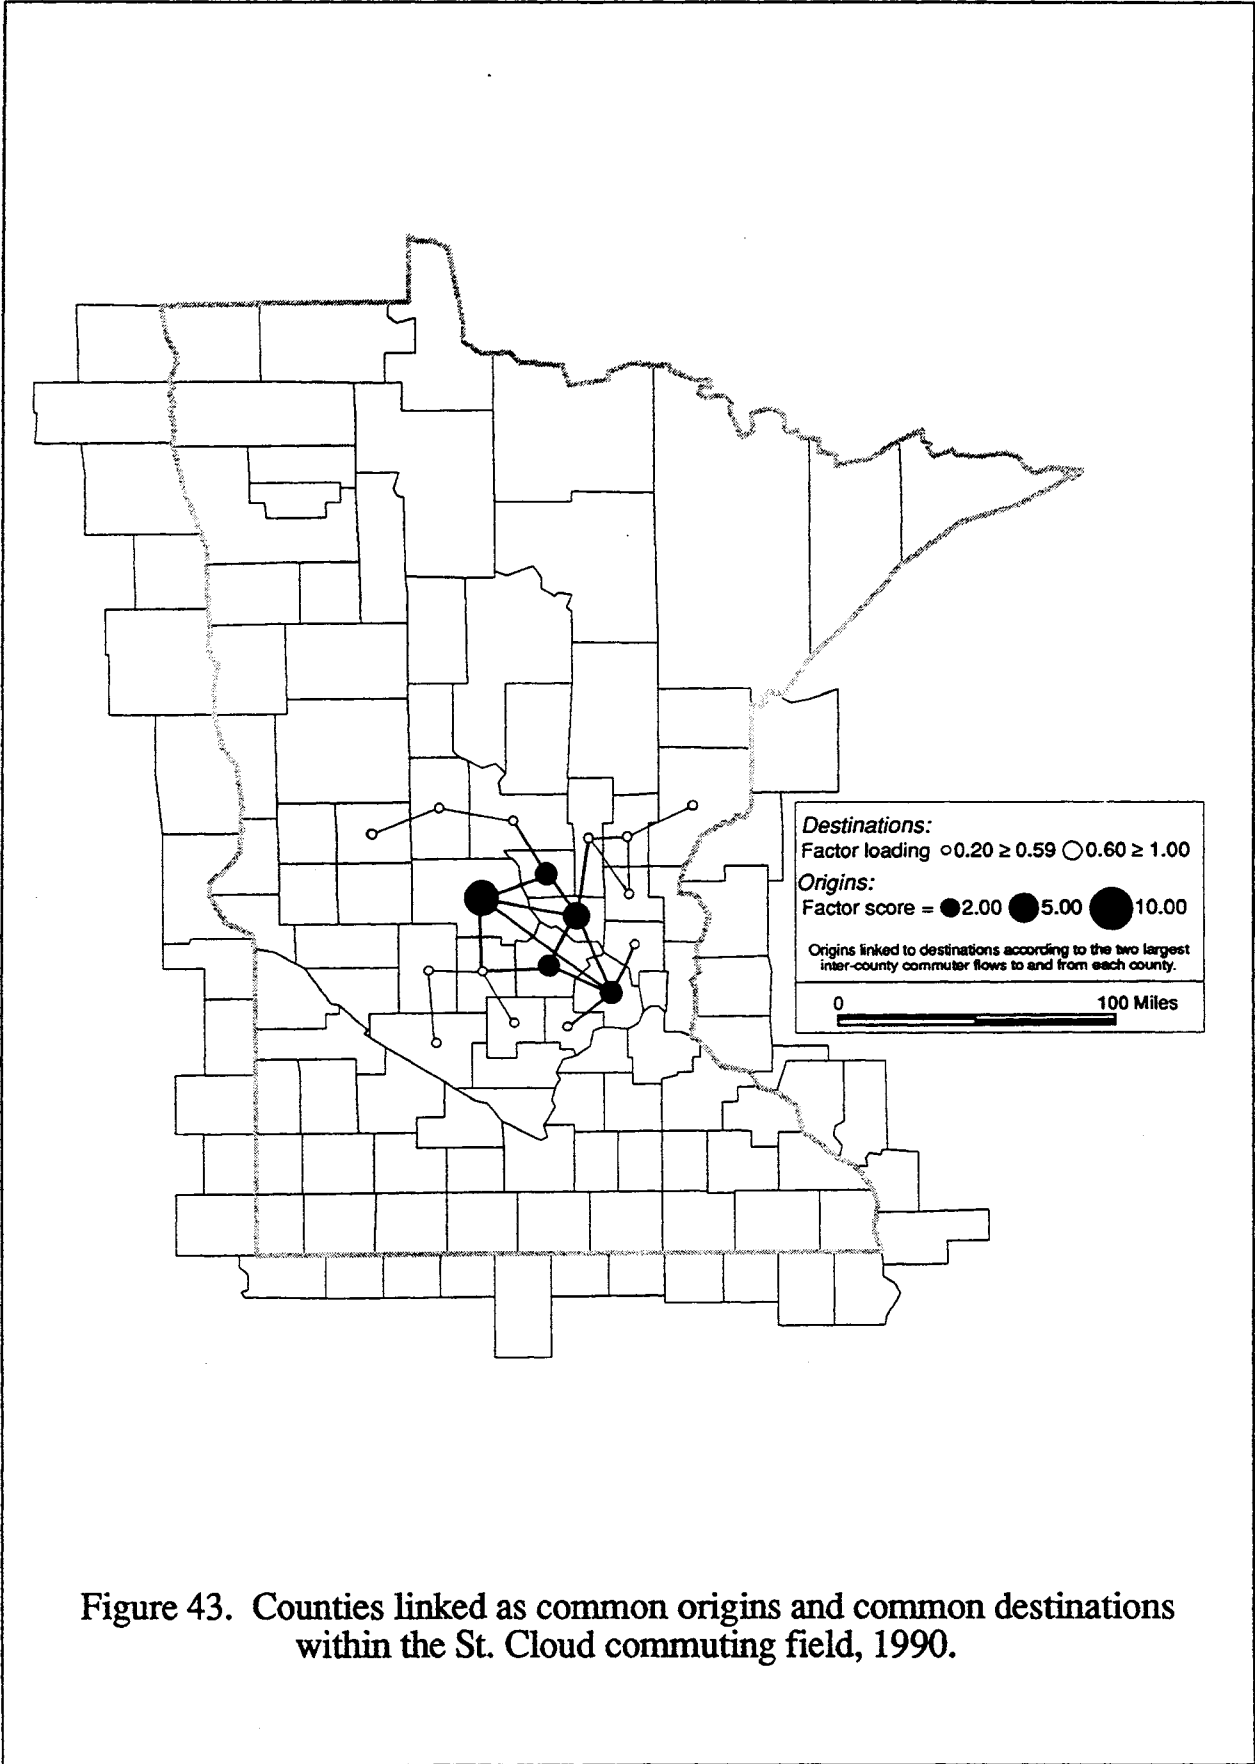 Destinations:
Factor loading ○0.20 ≥ 0.59 ○0.60 ≥ 1.00
Origins:
Factor score = ●2.00 ●5.00 ●10.00
Origins linked to destinations according to the two largest
inter-county commuter flows to and from each county.
0 100 Miles
Figure 43. Counties linked as common origins and common destinations
within the St. Cloud commuting field, 1990.